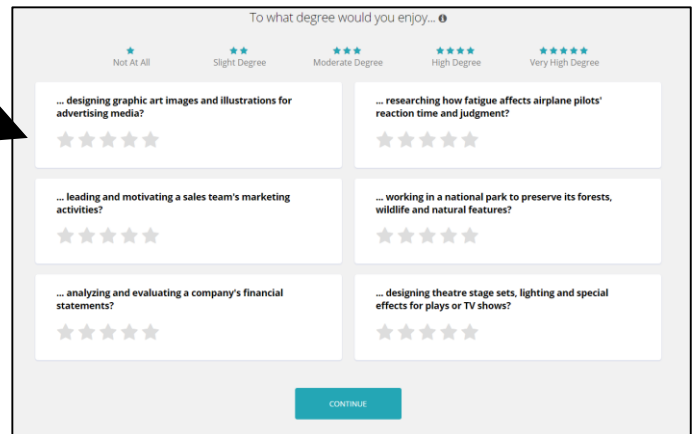 To what degree would you enjoy...
Not At All
Slight Degree
Moderate Degree
High Degree
Very High Degree
... designing graphic art images and illustrations for
advertising media?
... researching how fatigue affects airplane pilots'
reaction time and judgment?
... leading and motivating a sales team's marketing
activities?
... working in a national park to preserve its forests,
wildlife and natural features?
... analyzing and evaluating a company's financial
statements?
... designing theatre stage sets, lighting and special
effects for plays or TV shows?
CONTINUE